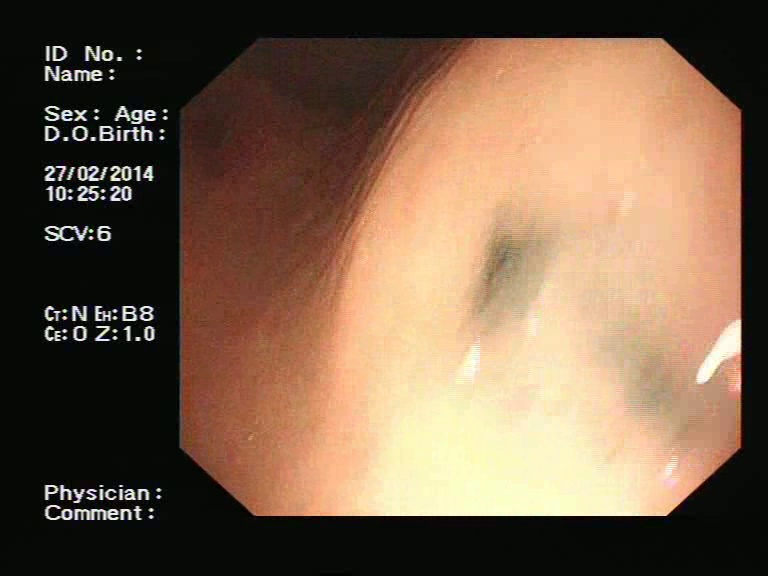 ID No. :
Name:
Sex: Age:
D.O.Birth:
27/02/2014
10:25:20
SCV:6
CT:N EH:B8
CE:0 Z:1.0
Physician:
Comment: